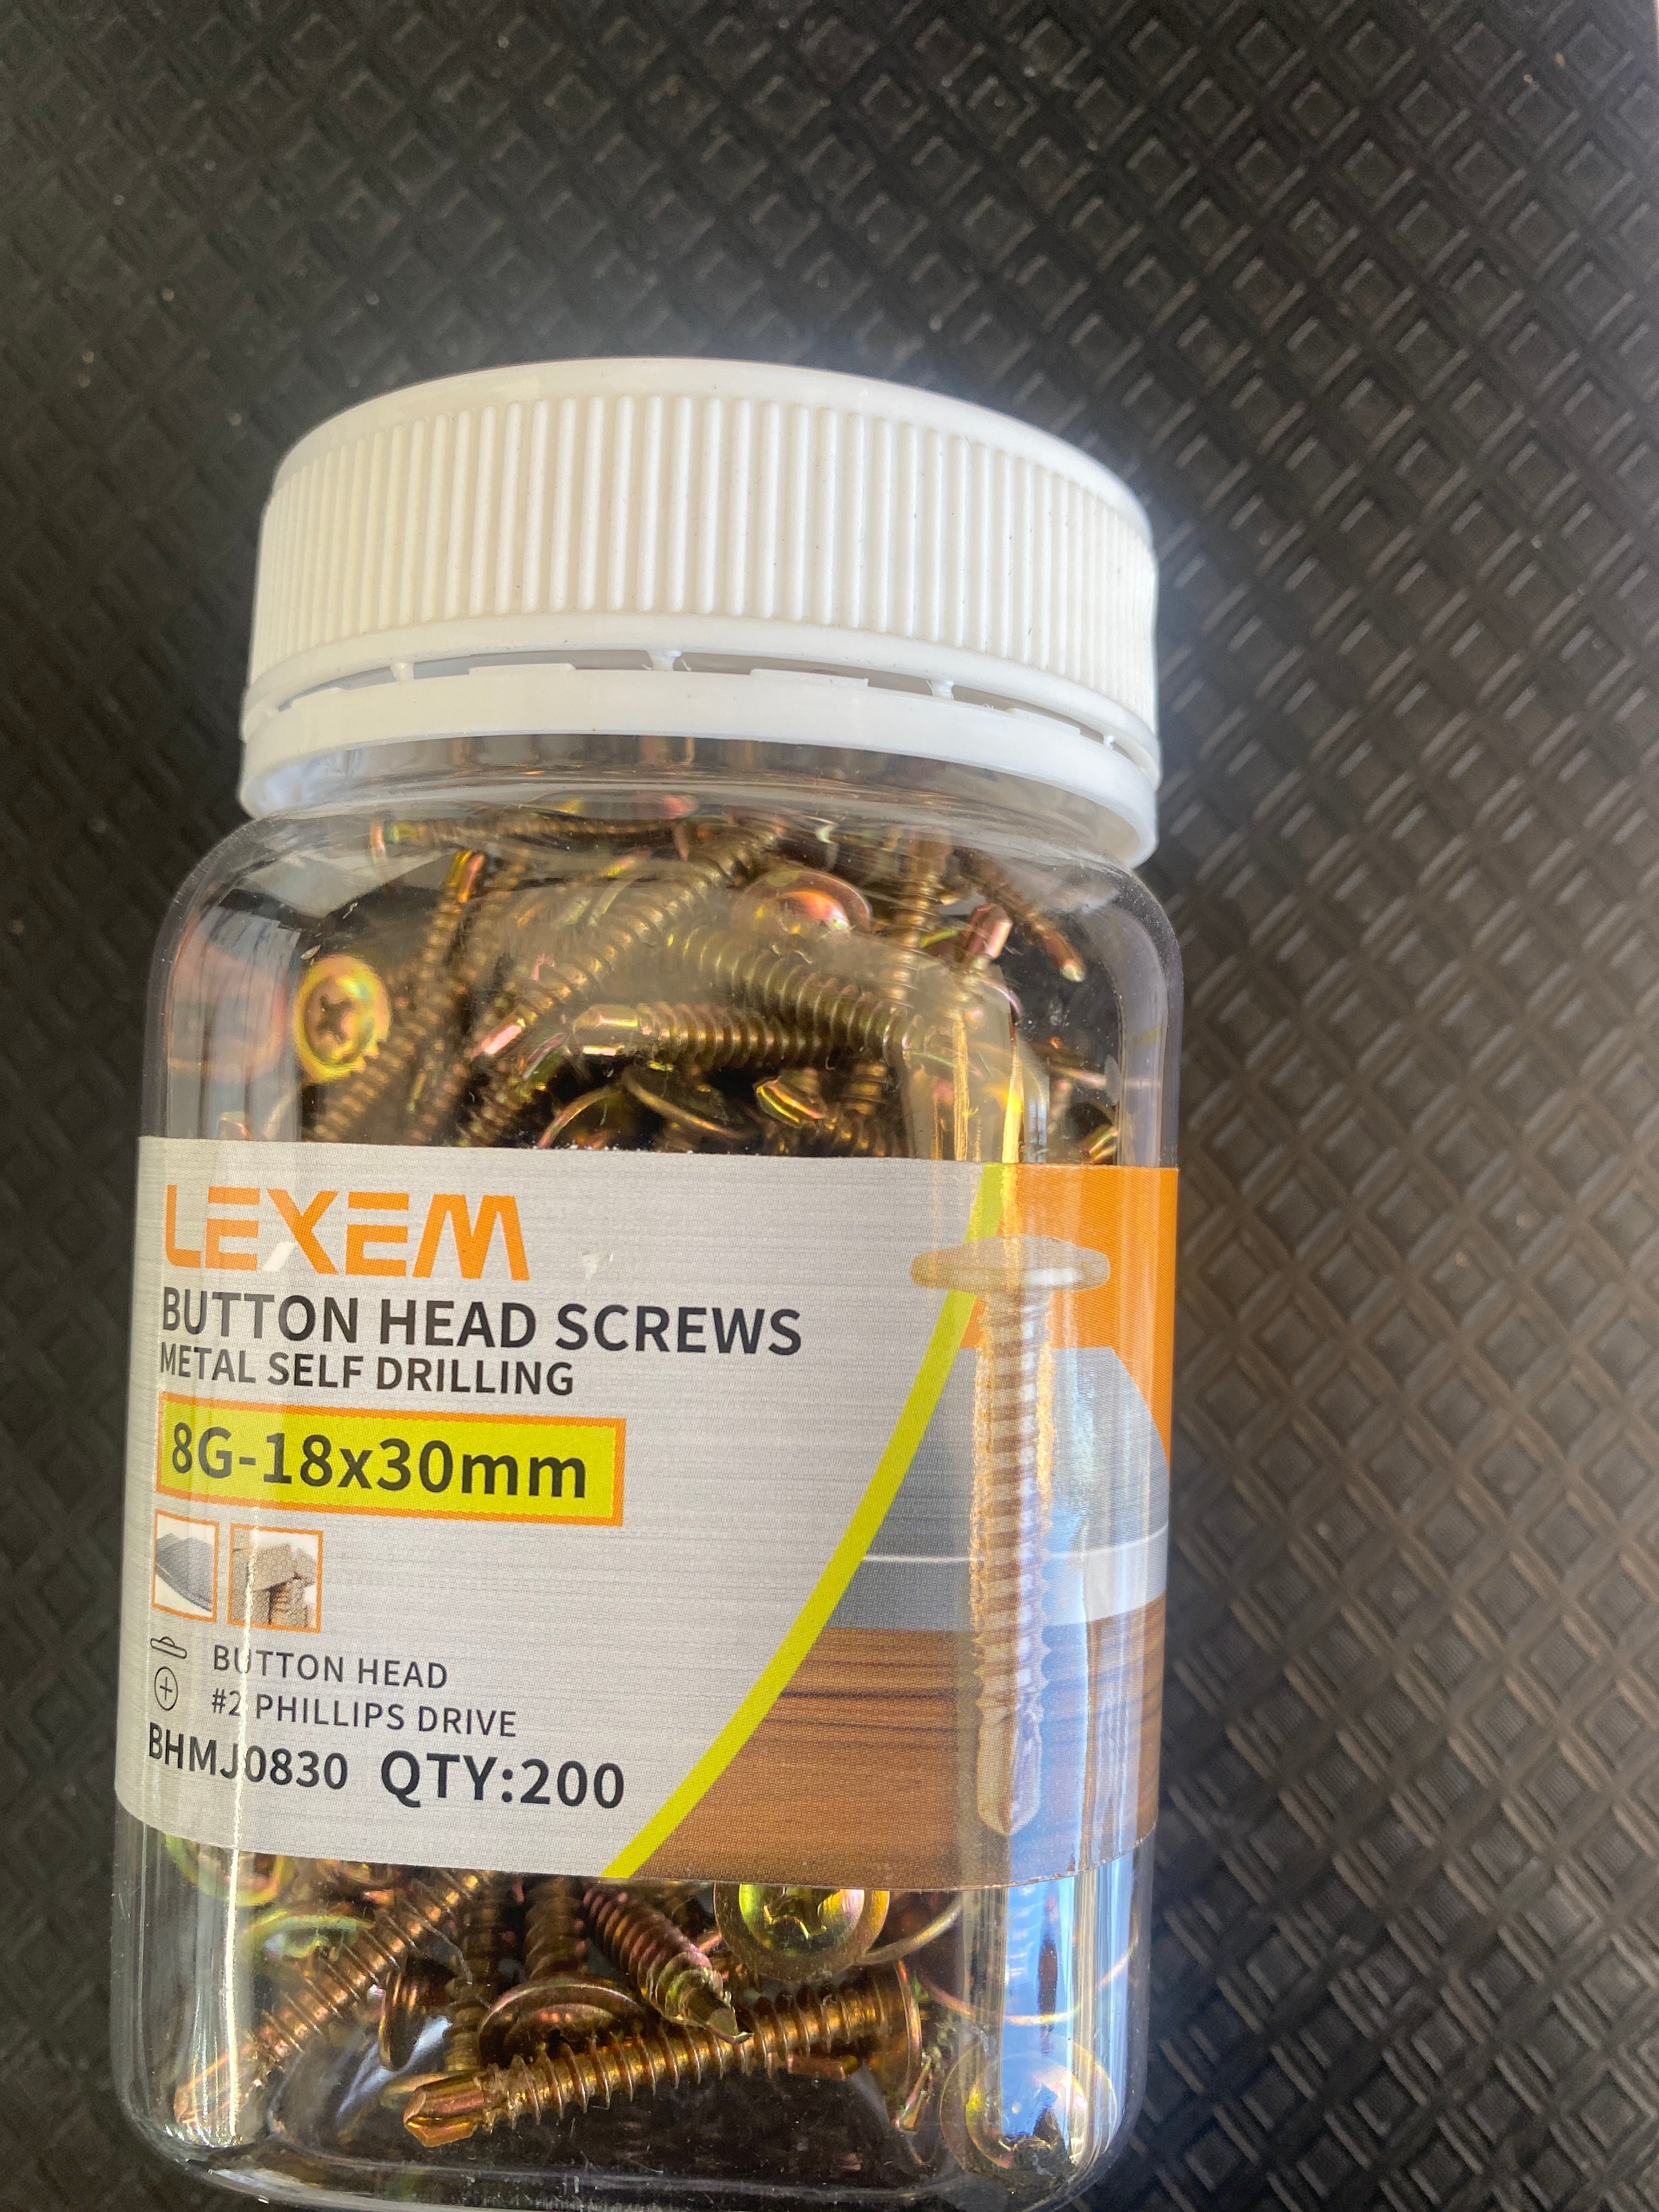 LEXEM
BUTTON HEAD SCREWS
METAL SELF DRILLING
8G-18x30mm
BUTTON HEAD
#2 PHILLIPS DRIVE
BHMJ0830 QTY:200